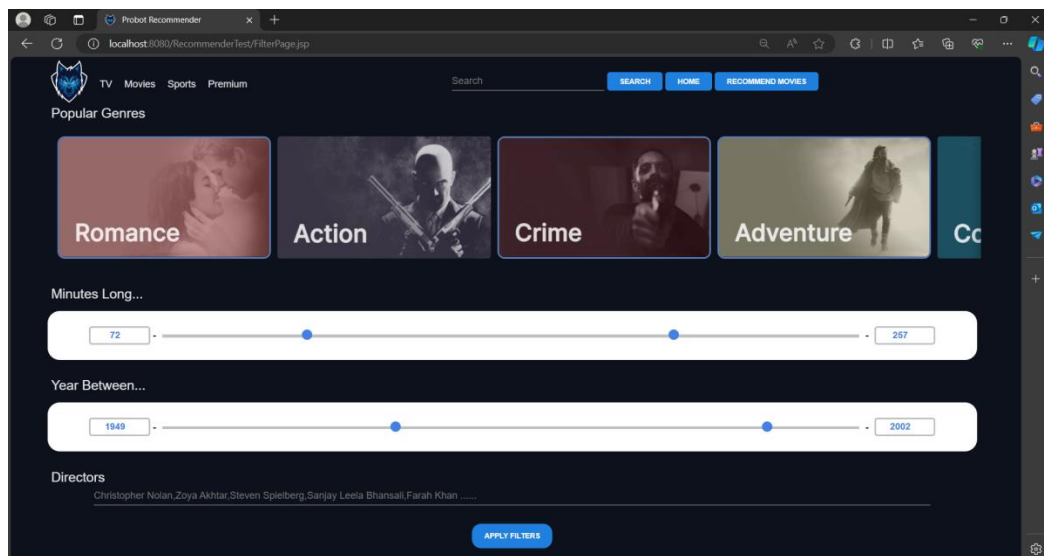 Probot Recommender
localhost:8080/RecommenderTest/FilterPage.jsp
TV Movies Sports Premium Search SEARCH HOME RECOMMEND MOVIES
Popular Genres
Romance Action Crime Adventure Co
Minutes Long...
72 - - 257
Year Between...
1949 - - 2002
Directors
Christopher Nolan,Zoya Akhtar,Steven Spielberg,Sanjay Leela Bhansali,Farah Khan ......
APPLY FILTERS